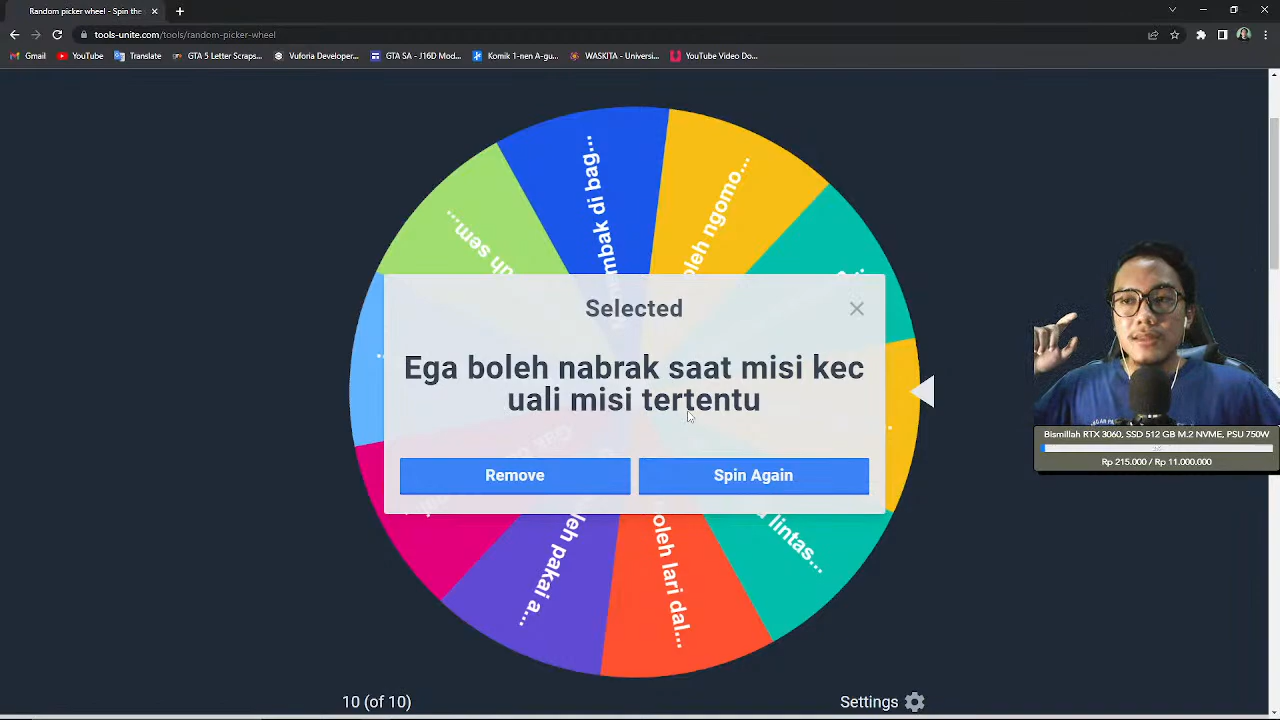 Random picker wheel - Spin the
tools-unite.com/tools/random-picker-wheel
Gmail
YouTube
Translate
GTA 5 Letter Scraps...
Vuforia Developer...
GTA SA - J16D Mod...
Komik 1-nen A-gu...
WASKITA - Universi...
YouTube Video Do...
mbak di bag...
oleh ngomo...
uh sem...
Selected
Ega boleh nabrak saat misi kec
uali misi tertentu
Remove
Spin Again
lintas...
oleh lari dal...
leh pakai a...
Bismillah RTX 3060, SSD 512 GB M.2 NVME, PSU 750W
Rp 215.000 / Rp 11.000.000
10 (of 10)
Settings